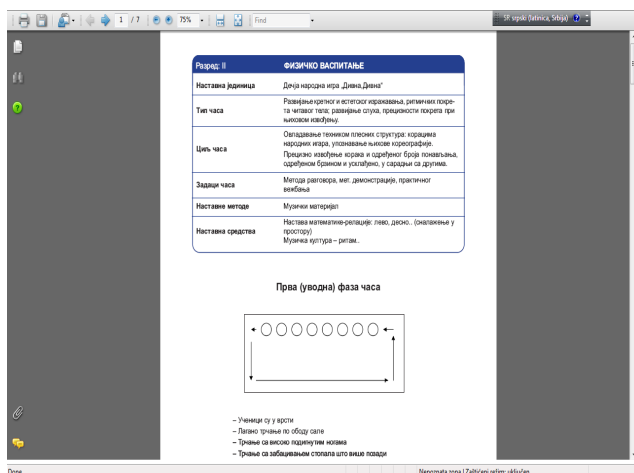 1 / 7
75%
Find
SR srpski (latinica, Srbija)
Разред: II ФИЗИЧКО ВАСПИТАЊЕ
Наставна јединица Дечја народна игра „Дивна,Дивна“
Тип часа Развијање кретног и естетског изражавања, ритмичких покре-
та читавог тела; развијање слуха, прецизности покрета при
њиховом извођењу.
Циљ часа Овладавање техником плесних структура: корацима
народних игара, упознавање њихове кореографије.
Прецизно извођење корака и одређеног броја понављања,
одређеном брзином и усклађено, у сарадњи са другима.
Задаци часа Метода разговора, мет. демонстрације, практичног
вежбања
Наставне методе Музички материјал
Наставна средства Настава математике-релације: лево, десно.. (сналажење у
простору)
Музичка култура – ритам..
Прва (уводна) фаза часа
– Ученици су у врсти
– Лагано трчање по ободу сале
– Трчање са високо подигнутим ногама
– Трчање са забацивањем стопала што више позади
Done
Nepoznata zona | Zaštićeni režim: uključen